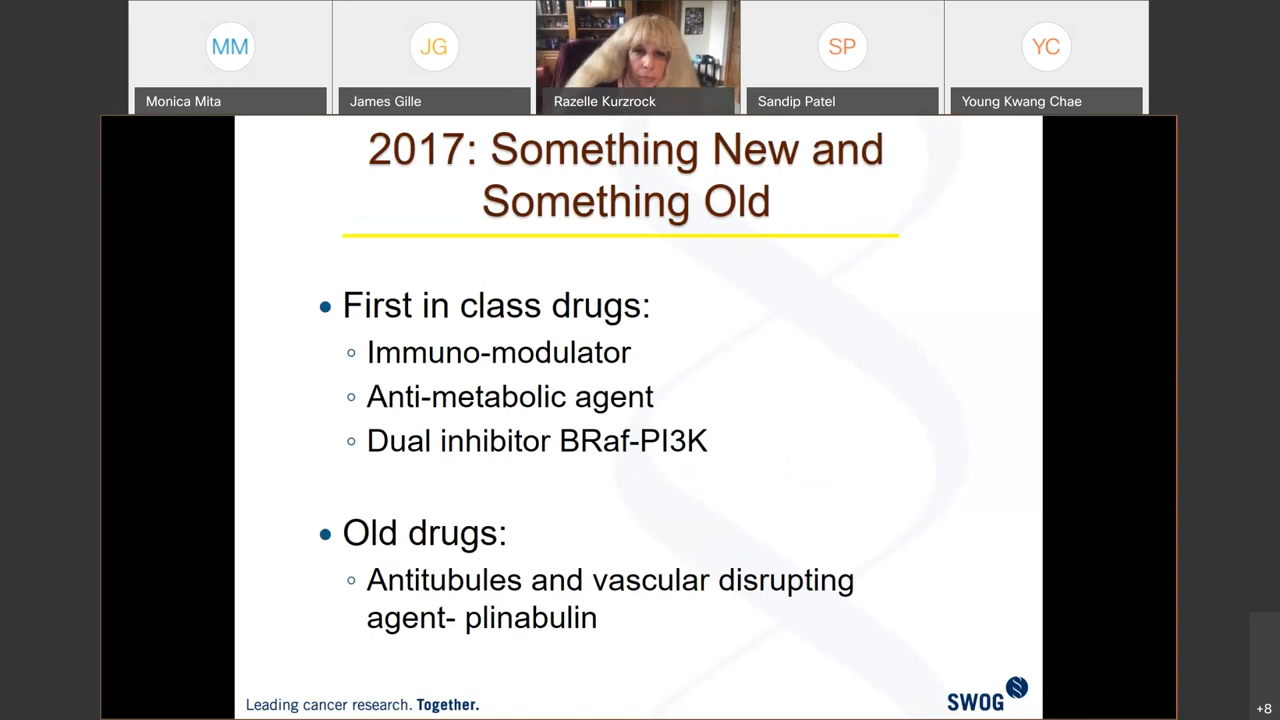 MM
JG
SP
YC
Monica Mita
James Gille
Razelle Kurzrock
Sandip Patel
Young Kwang Chae
2017: Something New and
Something Old
• First in class drugs:
◦ Immuno-modulator
◦ Anti-metabolic agent
◦ Dual inhibitor BRaf-PI3K
• Old drugs:
◦ Antitubules and vascular disrupting
agent- plinabulin
Leading cancer research. Together.
SWOG
+8